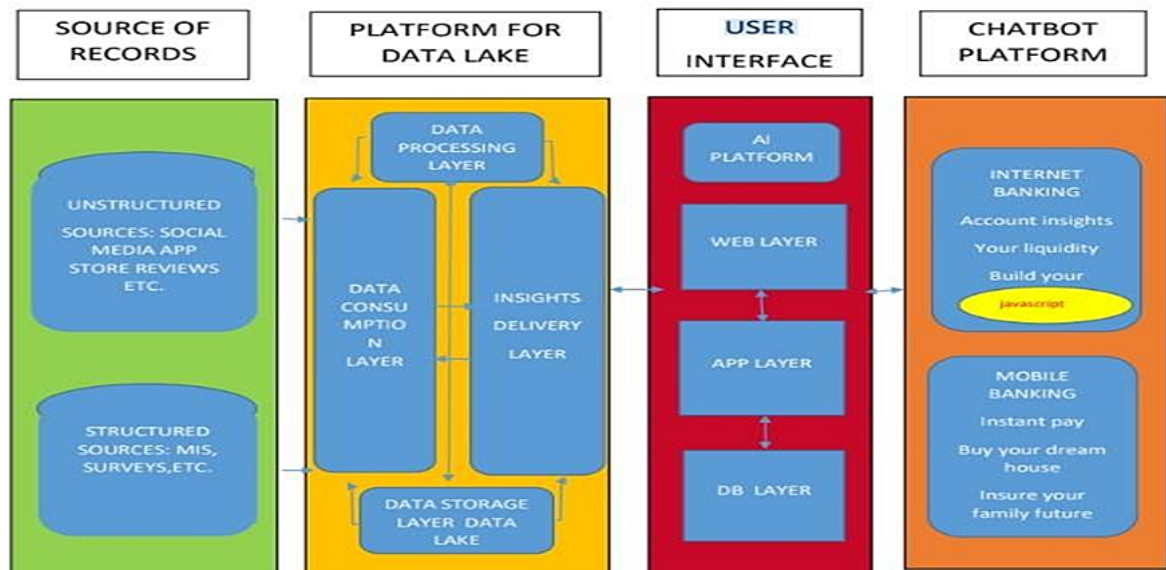 SOURCE OF
RECORDS
PLATFORM FOR
DATA LAKE
USER
INTERFACE
CHATBOT
PLATFORM
UNSTRUCTURED
SOURCES: SOCIAL
MEDIA APP
STORE REVIEWS
ETC.
STRUCTURED
SOURCES: MIS,
SURVEYS,ETC.
DATA
PROCESSING
LAYER
DATA
CONSU
MPTIO
N
LAYER
INSIGHTS
DELIVERY
LAYER
DATA STORAGE
LAYER DATA
LAKE
AI
PLATFORM
WEB LAYER
APP LAYER
DB LAYER
INTERNET
BANKING
Account insights
Your liquidity
Build your
javascript
MOBILE
BANKING
Instant pay
Buy your dream
house
Insure your
family future